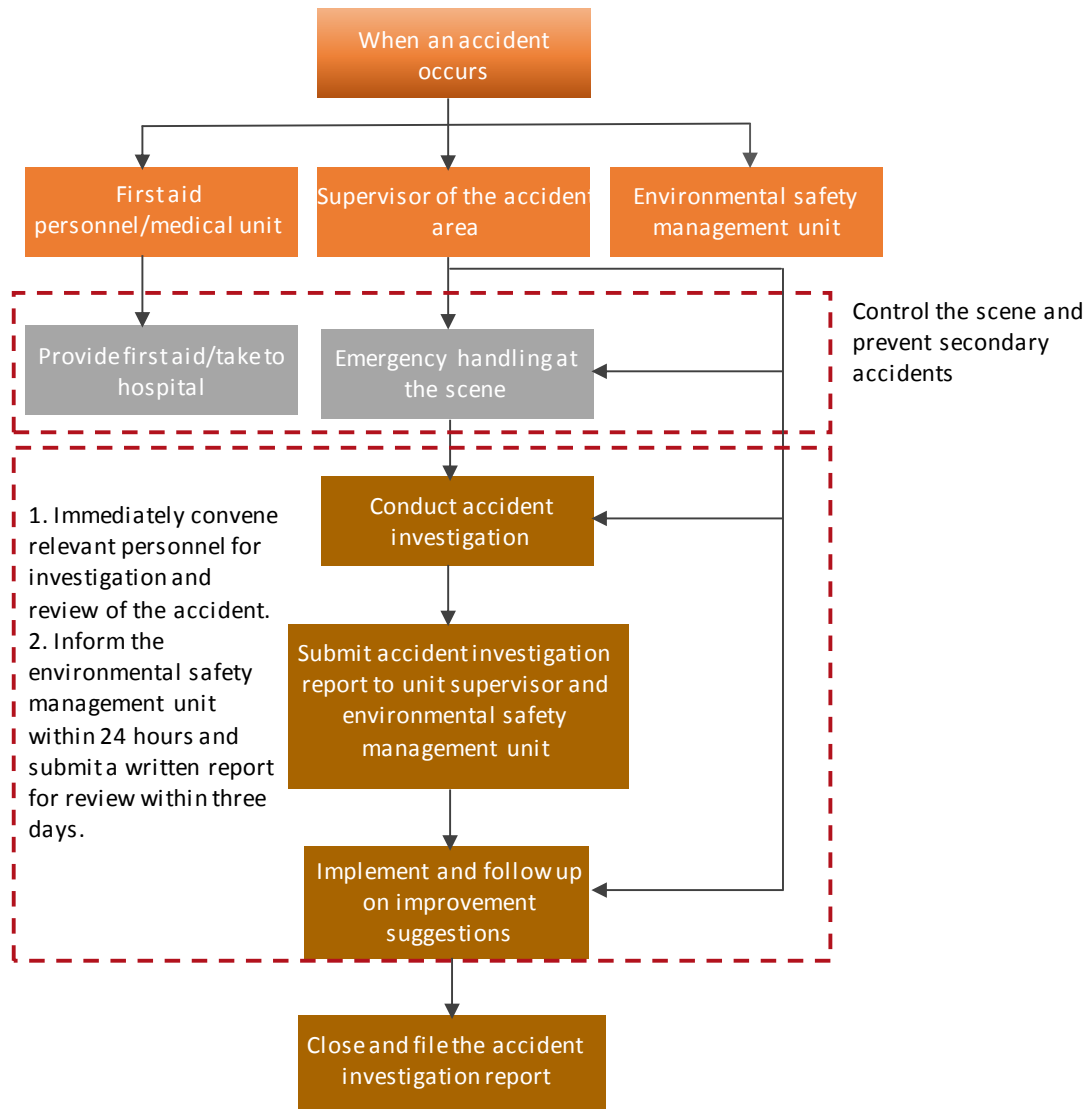 When an accident
occurs
First aid
personnel/medical unit
Supervisor of the accident
area
Environmental safety
management unit
Provide first aid/take to
hospital
Emergency handling at
the scene
Control the scene and
prevent secondary
accidents
1. Immediately convene
relevant personnel for
investigation and
review of the accident.
2. Inform the
environmental safety
management unit
within 24 hours and
submit a written report
for review within three
days.
Conduct accident
investigation
Submit accident investigation
report to unit supervisor and
environmental safety
management unit
Implement and follow up
on improvement
suggestions
Close and file the accident
investigation report